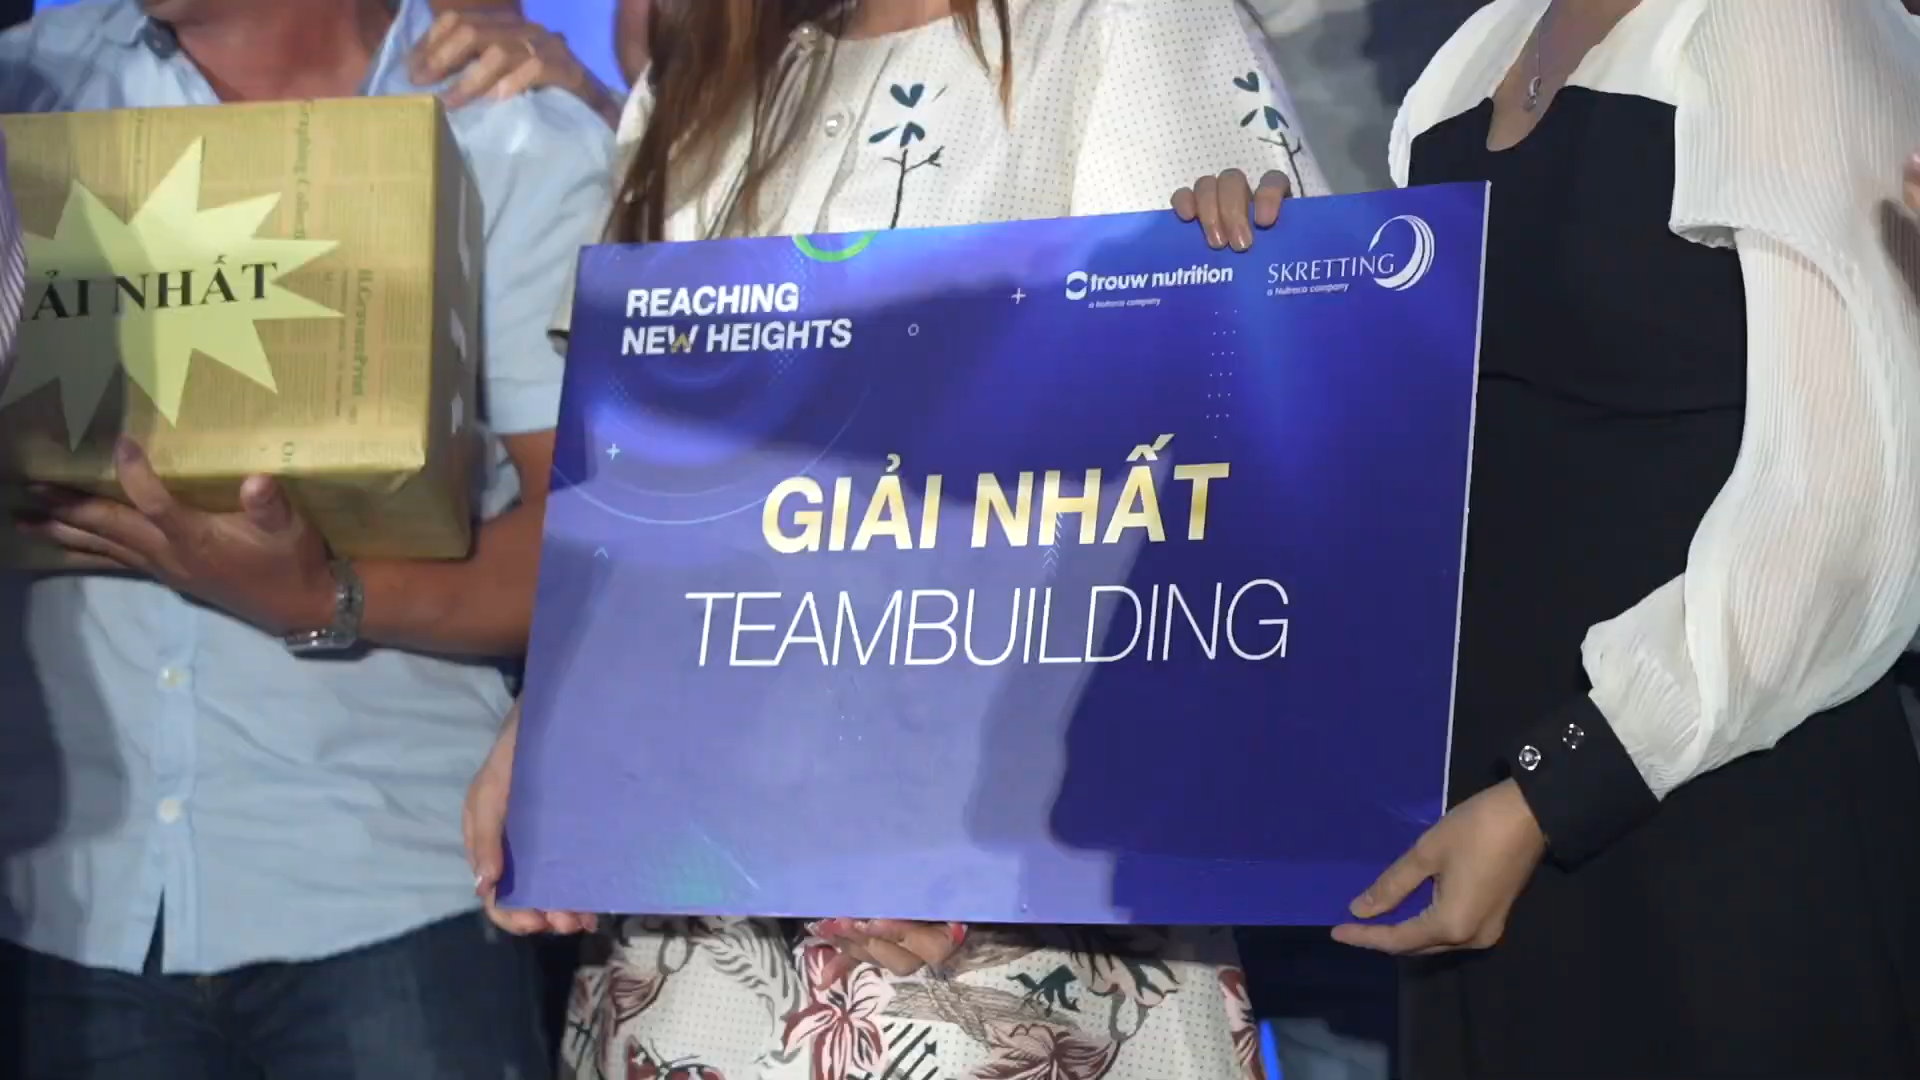 ẢI NHẤT
REACHING
NEW HEIGHTS
trouw nutrition
a Nutreco company
SKRETTING
a Nutreco company
GIẢI NHẤT
TEAMBUILDING